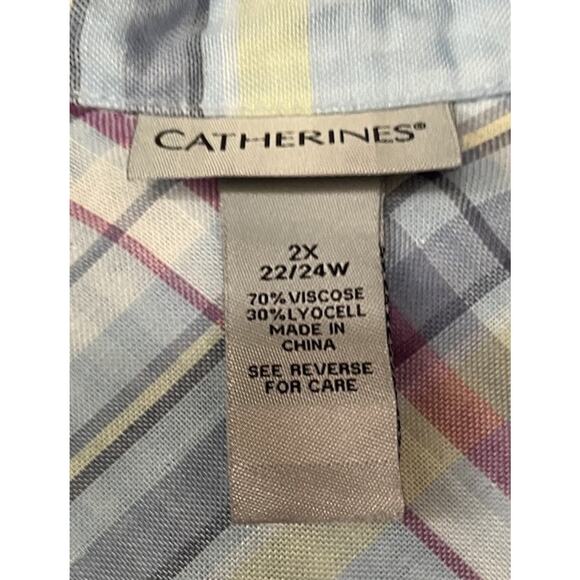 CATHERINES®
2X
22/24W
70%VISCOSE
30%LYOCELL
MADE IN
CHINA
SEE REVERSE
FOR CARE